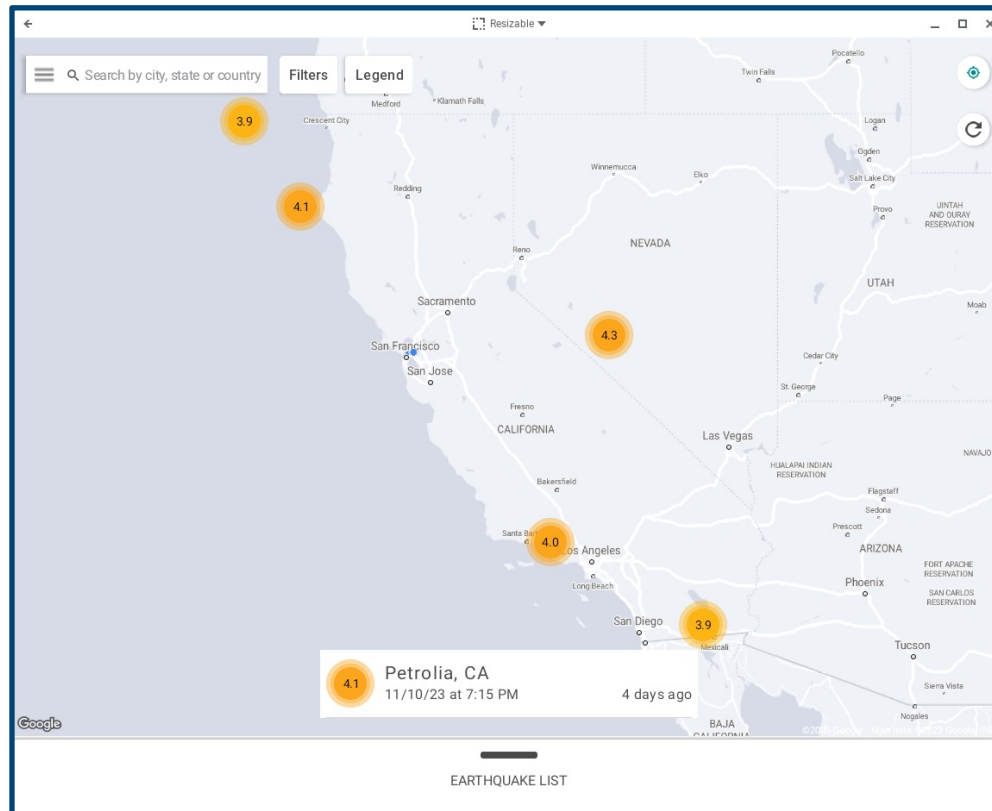 Resizable
Search by city, state or country
Filters
Legend
Pocatello
Twin Falls
Medford
Klamath Falls
3.9
Crescent City
Logan
Ogden
Winnemucca
Elko
Salt Lake City
Redding
4.1
Provo
UINTAH
AND OURAY
RESERVATION
Reno
NEVADA
UTAH
Sacramento
Moab
4.3
San Francisco
Cedar City
San Jose
St. George
Page
Fresno
CALIFORNIA
Las Vegas
NAVAJO
HUALAPAI INDIAN
RESERVATION
Bakersfield
Flagstaff
Sedona
Santa Bar
4.0
Los Angeles
Prescott
ARIZONA
Long Beach
FORT APACHE
RESERVATION
Phoenix
SAN CARLOS
RESERVATION
San Diego
3.9
Mexicali
Tucson
4.1
Petrolia, CA
11/10/23 at 7:15 PM
4 days ago
Sierra Vista
Nogales
Google
BAJA
CALIFORNIA
EARTHQUAKE LIST